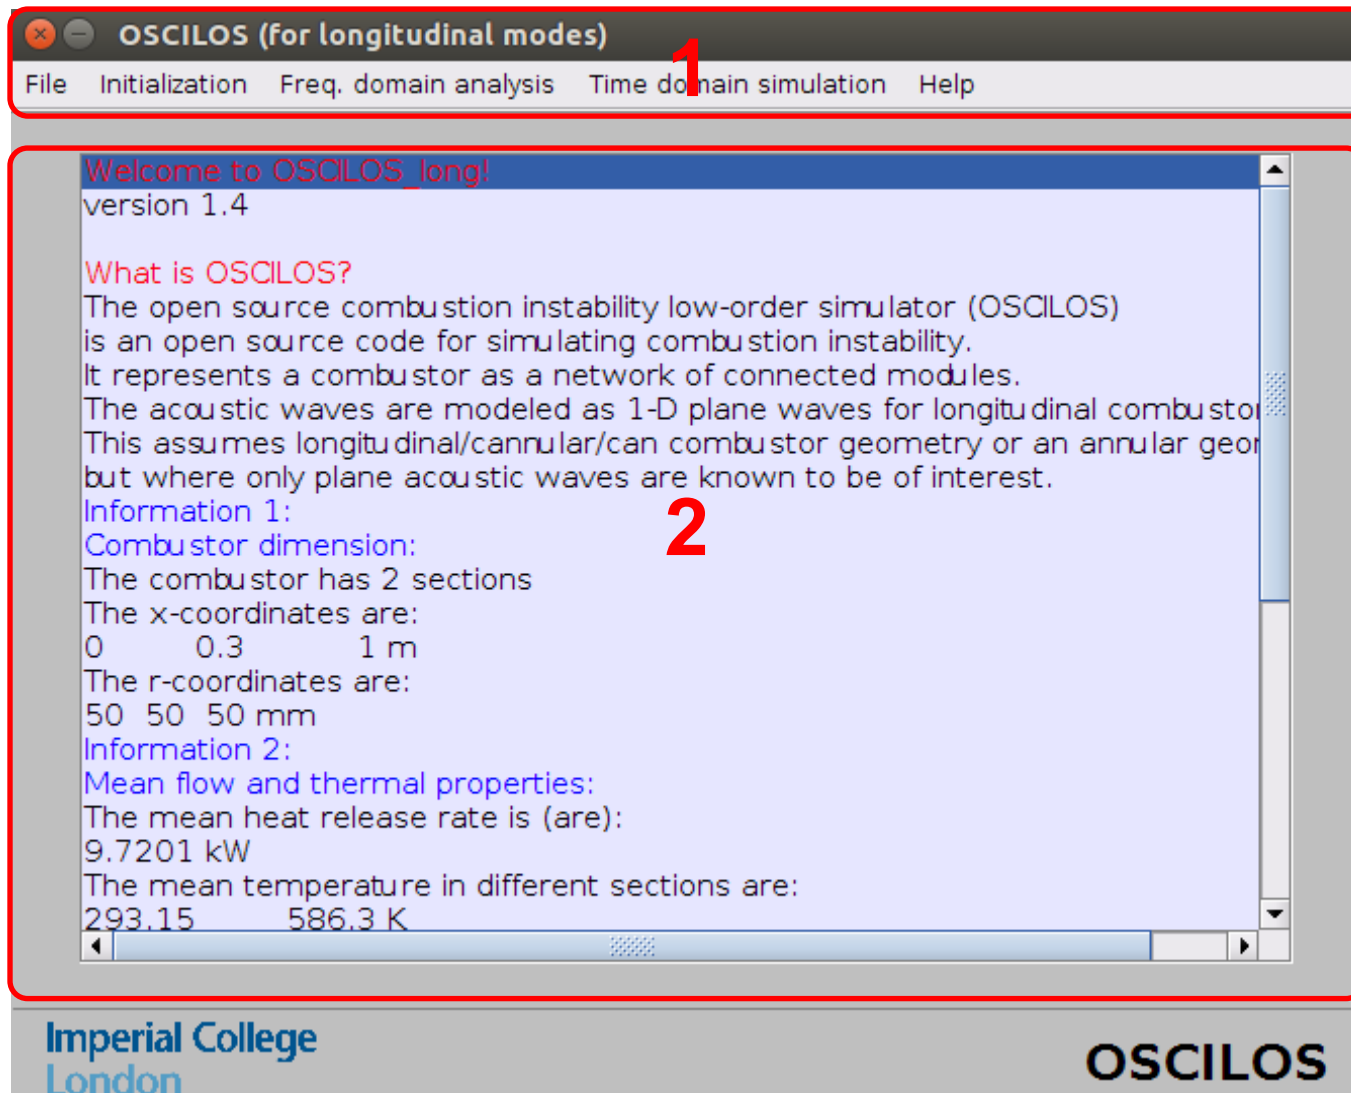 OSCILOS (for longitudinal modes)
1
File Initialization Freq. domain analysis Time domain simulation Help
Welcome to OSCILOS_long!
version 1.4
What is OSCILOS?
The open source combustion instability low-order simulator (OSCILOS)
is an open source code for simulating combustion instability.
It represents a combustor as a network of connected modules.
The acoustic waves are modeled as 1-D plane waves for longitudinal
This assumes longitudinal/cannular/can combustor geometry or an annular
but where only plane acoustic waves are known to be of interest.
Information 1:
2
Combustor dimension:
The combustor has 2 sections
The x-coordinates are:
0 0.3 1 m
The r-coordinates are:
50 50 50 mm
Information 2:
Mean flow and thermal properties:
The mean heat release rate is (are):
9.7201 kW
The mean temperature in different sections are:
293.15 586.3 K
Imperial College
London
OSCILOS